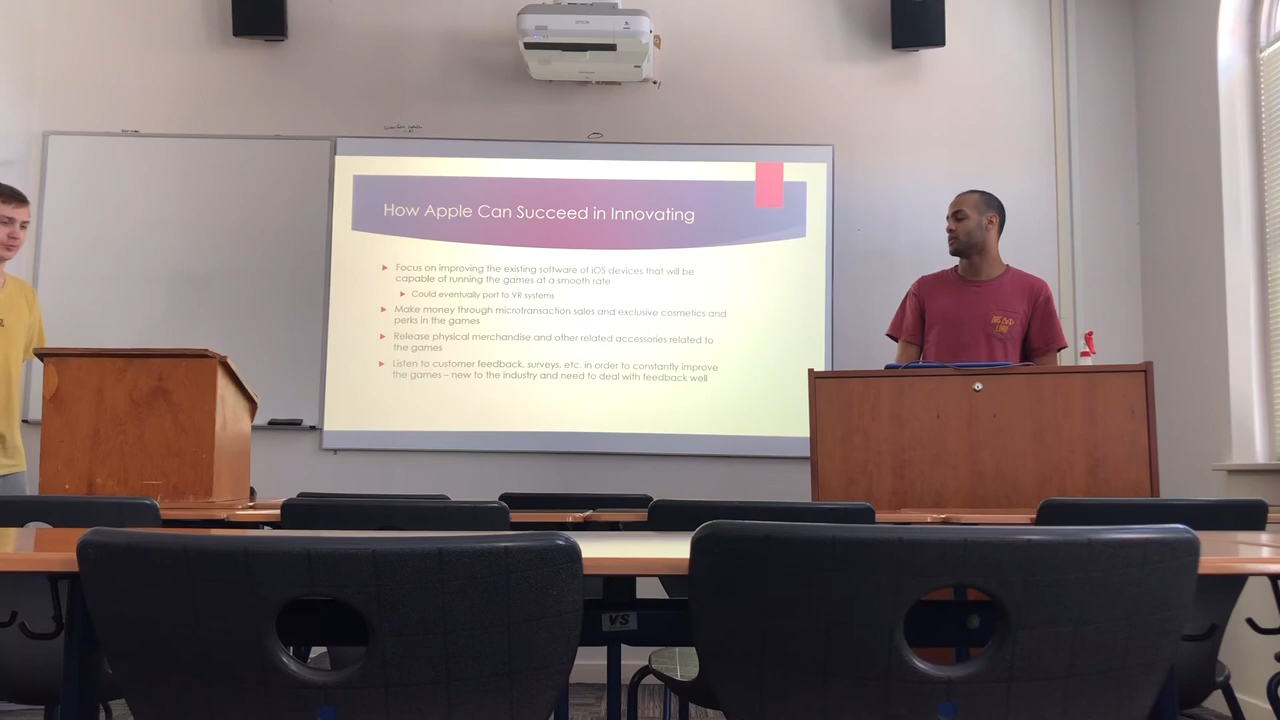 EPSON
How Apple Can Succeed in Innovating
Focus on improving the existing software of iOS devices that will be
capable of running the games at a smooth rate
Could eventually port to VR systems
Make money through microtransaction sales and exclusive cosmetics and
perks in the games
Release physical merchandise and other related accessories related to
the games
Listen to customer feedback, surveys, etc. in order to constantly improve
the games – new to the industry and need to deal with feedback well
VS